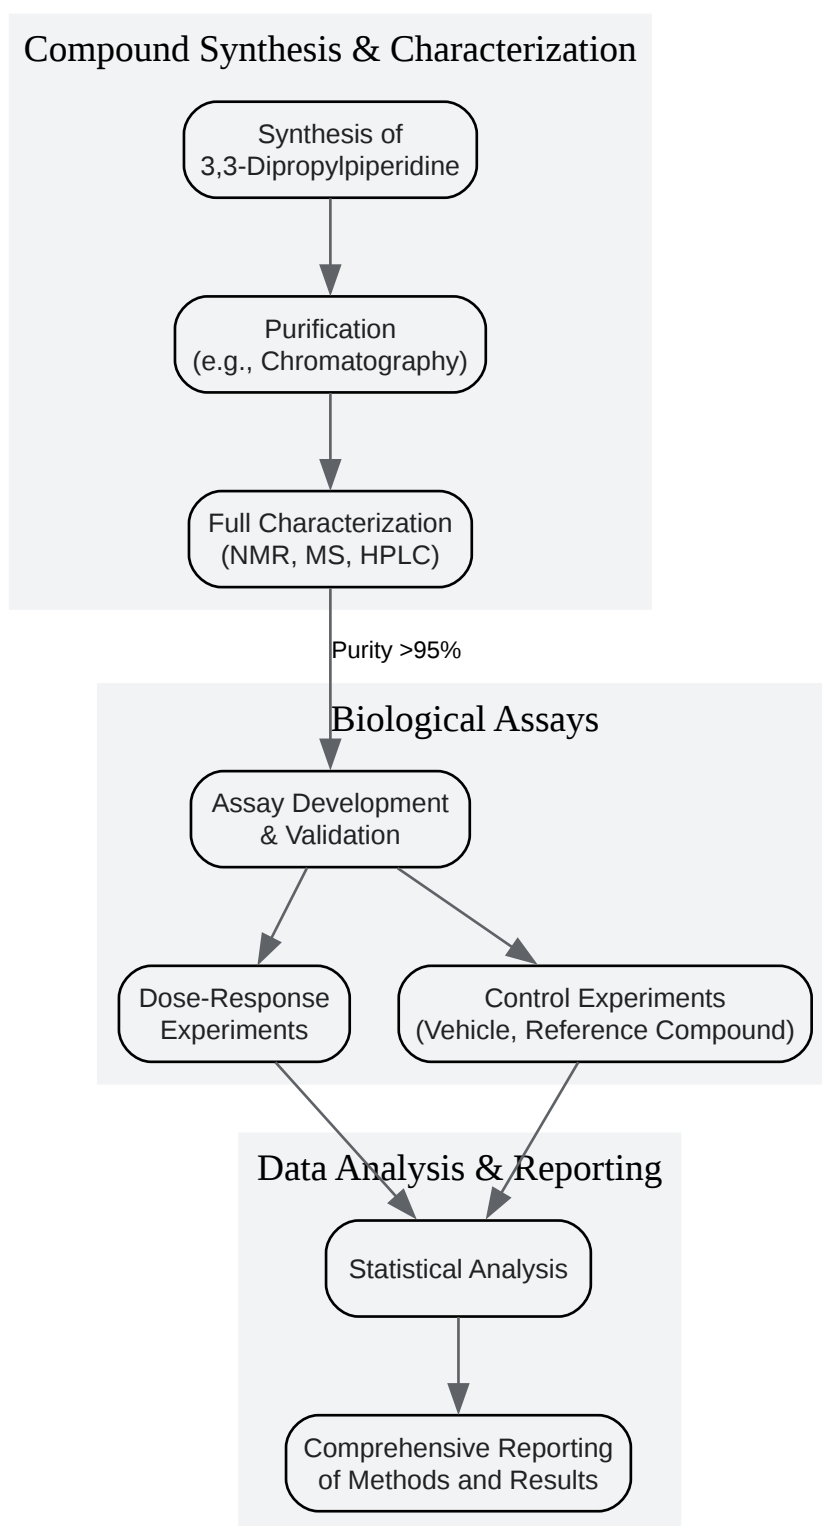 Compound Synthesis & Characterization
Synthesis of
3,3-Dipropylpiperidine
Purification
(e.g., Chromatography)
Full Characterization
(NMR, MS, HPLC)
Purity >95%
Biological Assays
Assay Development
& Validation
Dose-Response
Experiments
Control Experiments
(Vehicle, Reference Compound)
Data Analysis & Reporting
Statistical Analysis
Comprehensive Reporting
of Methods and Results